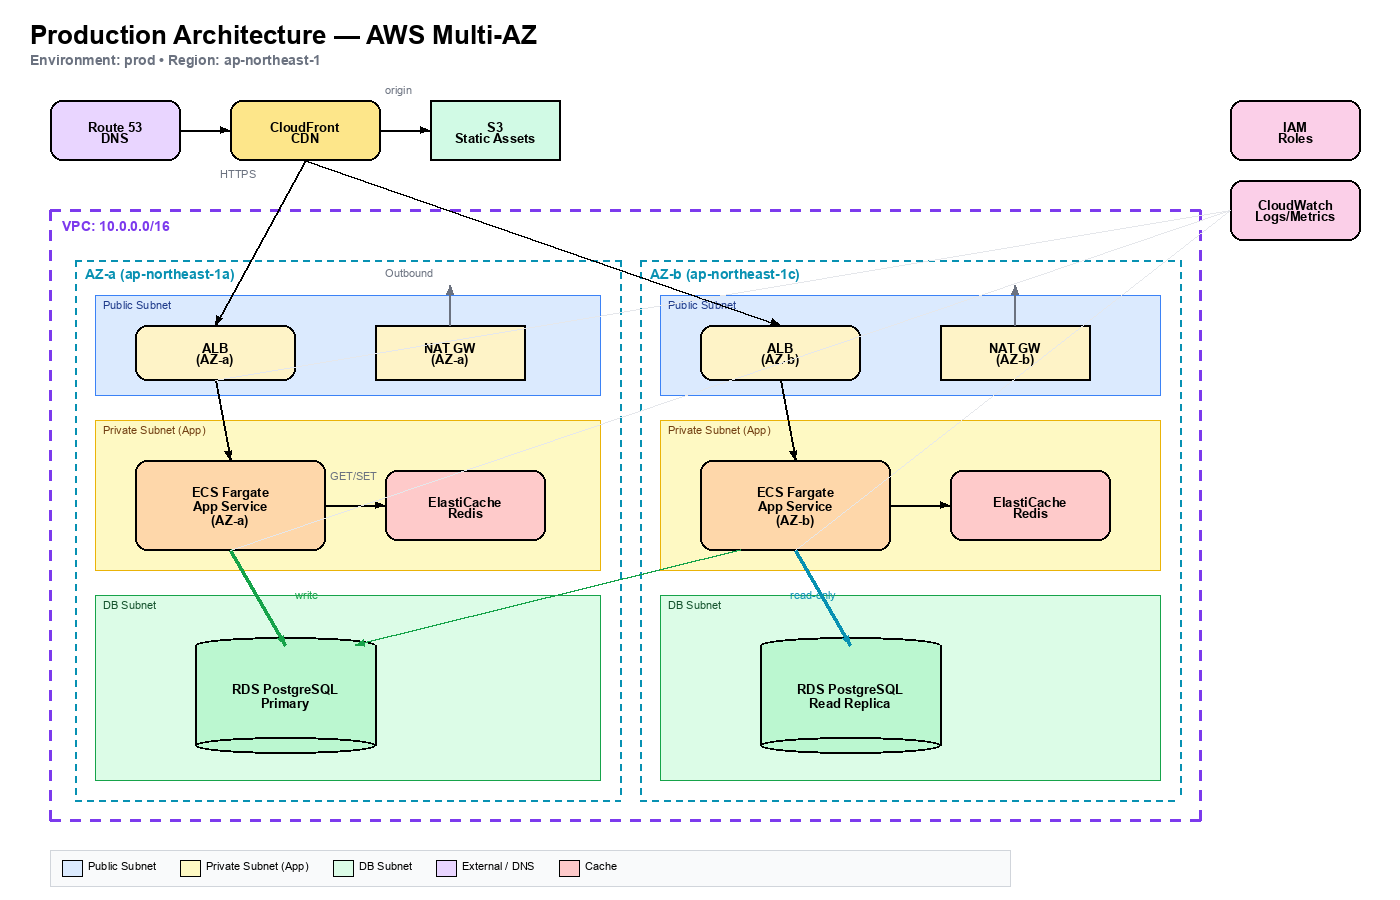 Production Architecture — AWS Multi-AZ
Environment: prod • Region: ap-northeast-1
origin
Route 53
DNS
CloudFront
CDN
S3
Static Assets
IAM
Roles
HTTPS
CloudWatch
Logs/Metrics
VPC: 10.0.0.0/16
AZ-a (ap-northeast-1a)
Outbound
AZ-b (ap-northeast-1c)
Public Subnet
ALB
(AZ-a)
NAT GW
(AZ-a)
Public Subnet
ALB
(AZ-b)
NAT GW
(AZ-b)
Private Subnet (App)
ECS Fargate
App Service
(AZ-a)
GET/SET
ElastiCache
Redis
Private Subnet (App)
ECS Fargate
App Service
(AZ-b)
ElastiCache
Redis
write
read-only
DB Subnet
RDS PostgreSQL
Primary
DB Subnet
RDS PostgreSQL
Read Replica
Public Subnet
Private Subnet (App)
DB Subnet
External / DNS
Cache